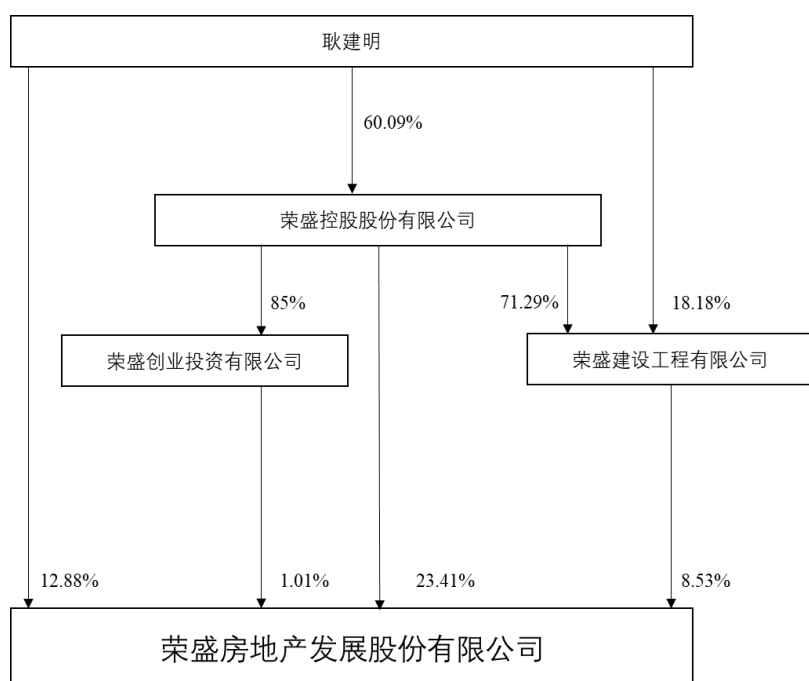 耿建明
60.09%
荣盛控股股份有限公司
85%
71.29%
18.18%
荣盛创业投资有限公司
荣盛建设工程有限公司
12.88%
1.01%
23.41%
8.53%
荣盛房地产发展股份有限公司